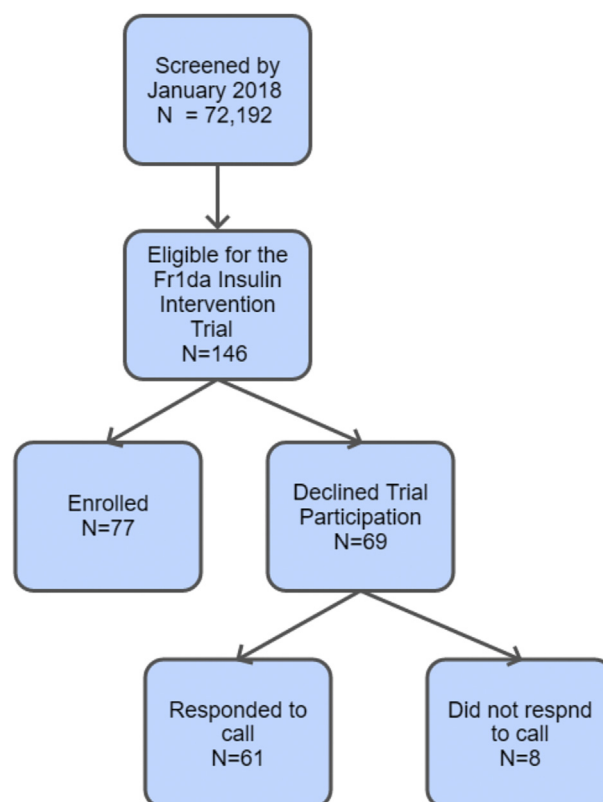 Screened by
January 2018
N = 72,192
Eligible for the
Fr1da Insulin
Intervention
Trial
N=146
Enrolled
N=77
Declined Trial
Participation
N=69
Responded to
call
N=61
Did not respnd
to call
N=8